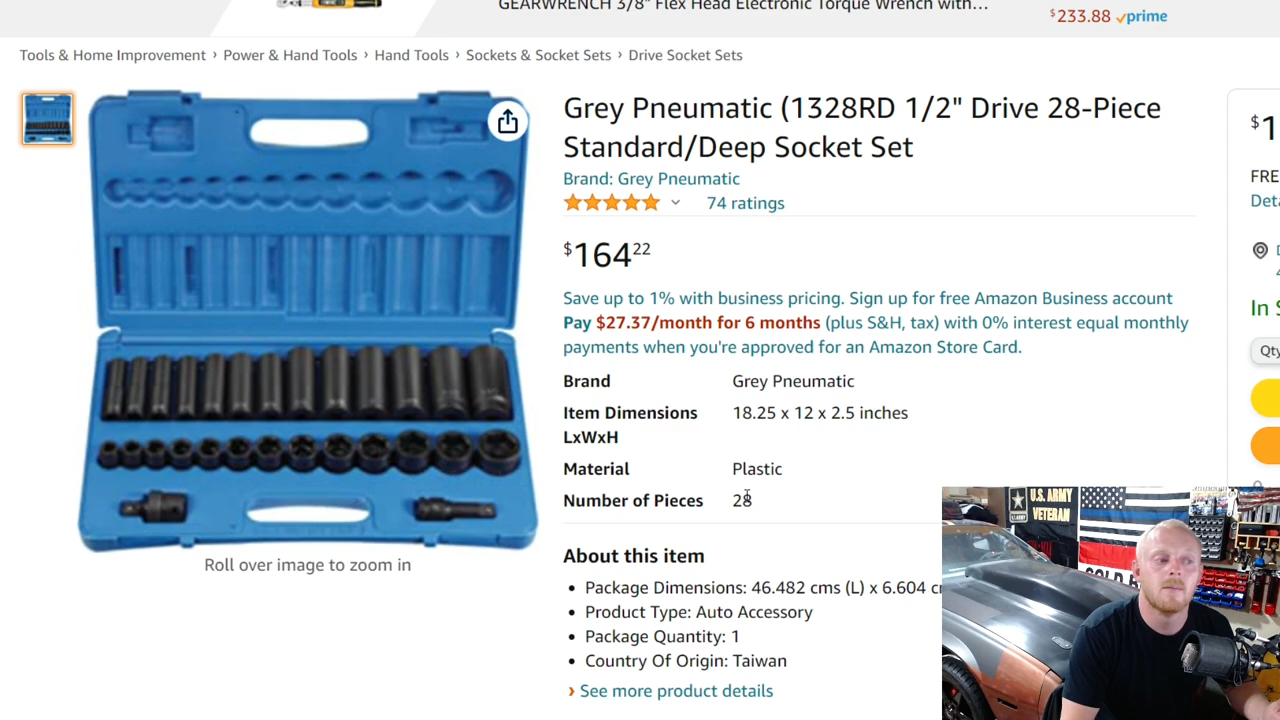 GEARWRENCH 3/8" Flex Head Electronic Torque Wrench with…
$233.88 prime
Tools & Home Improvement › Power & Hand Tools › Hand Tools › Sockets & Socket Sets › Drive Socket Sets
Grey Pneumatic (1328RD 1/2" Drive 28-Piece
Standard/Deep Socket Set
Brand: Grey Pneumatic
74 ratings
$164.22
Save up to 1% with business pricing. Sign up for free Amazon Business account
Pay $27.37/month for 6 months (plus S&H, tax) with 0% interest equal monthly
payments when you're approved for an Amazon Store Card.
Brand Grey Pneumatic
Item Dimensions 18.25 x 12 x 2.5 inches
LxWxH
Material Plastic
Number of Pieces 28
About this item
• Package Dimensions: 46.482 cms (L) x 6.604 c
• Product Type: Auto Accessory
• Package Quantity: 1
• Country Of Origin: Taiwan
› See more product details
Roll over image to zoom in
$1
FRE
Deta
In S
Qty
U.S. ARMY
VETERAN